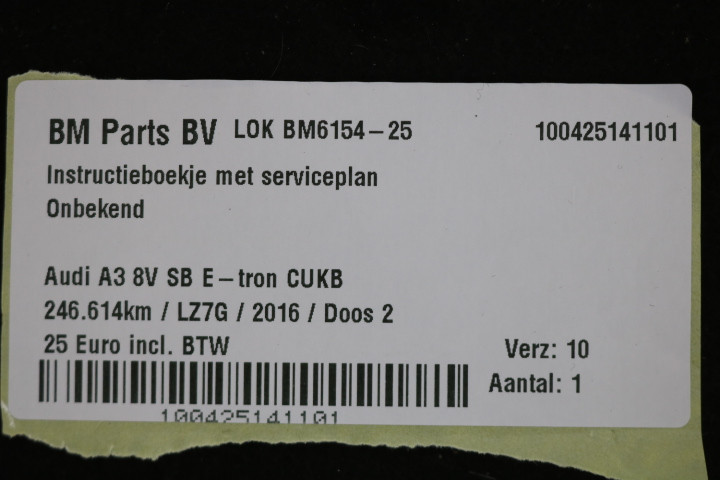 BM Parts BV LOK BM6154-25 100425141101
Instructieboekje met serviceplan
Onbekend
Audi A3 8V SB E-tron CUKB
246.614km / LZ7G / 2016 / Doos 2
25 Euro incl. BTW Verz: 10
Aantal: 1
100425141101